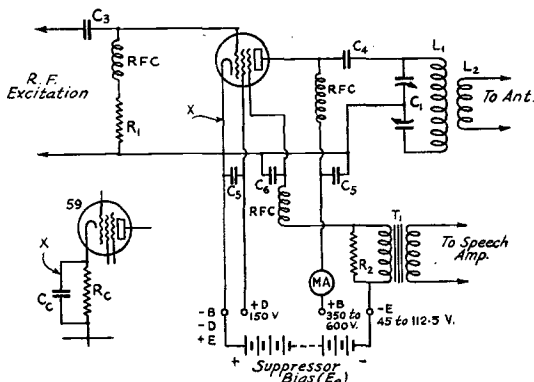 C3
RFC
R.F.
Excitation
R1
X
C4
L1
L2
RFC
C1
To Ant.
C5
C6
C5
RFC
59
X
Cc
Rc
T1
R2
To Speech
Amp.
MA
-B
-D
+E
+D
150 V
+B
350 to
600 V.
-E
45 to 112.5 V.
+
-
Suppressor
Bias (Ec)